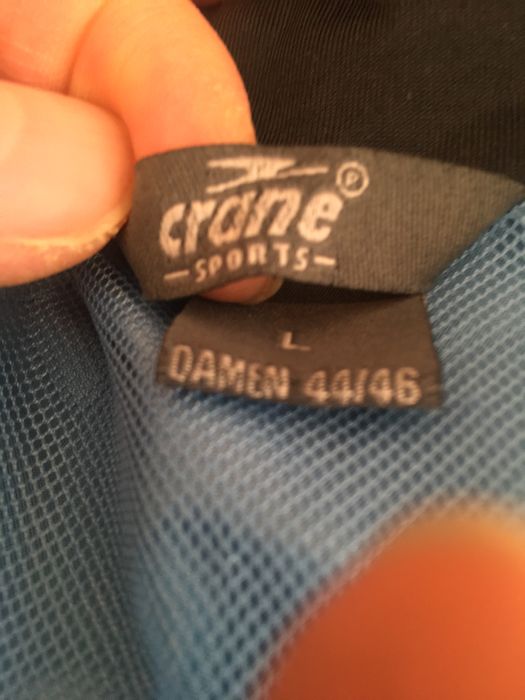 crane®
—SPORTS—
L
DAMEN 44/46